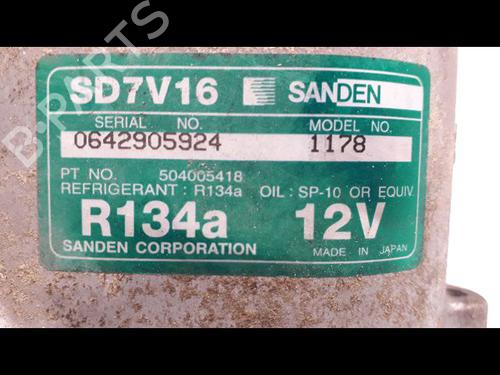 SD7V16 SANDEN
SERIAL NO. MODEL NO.
0642905924 1178
PT NO. 504005418
REFRIGERANT : R134a OIL : SP-10 OR EQUIV.
R134a 12V
SANDEN CORPORATION MADE IN JAPAN
B-PARTS